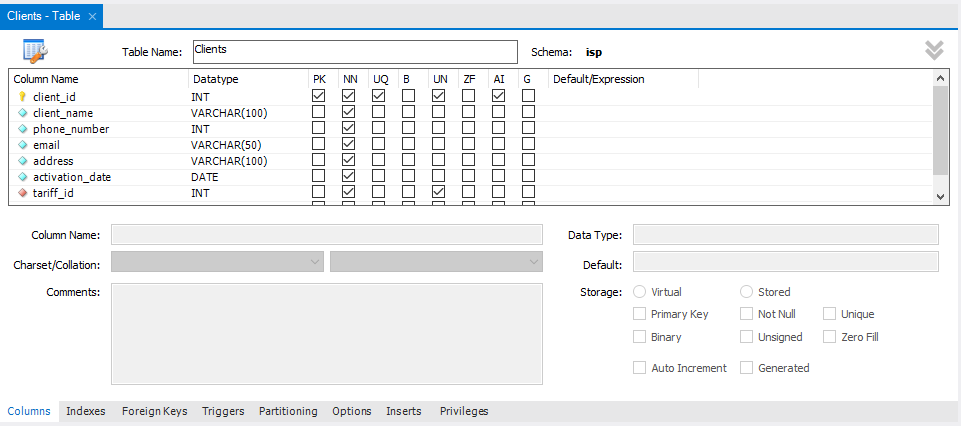 Clients - Table
Table Name: Clients Schema: isp
Column Name Datatype PK NN UQ B UN ZF AI G Default/Expression
client_id INT
client_name VARCHAR(100)
phone_number INT
email VARCHAR(50)
address VARCHAR(100)
activation_date DATE
tariff_id INT
Column Name: Data Type:
Charset/Collation: Default:
Comments: Storage: Virtual Stored
Primary Key Not Null Unique
Binary Unsigned Zero Fill
Auto Increment Generated
Columns Indexes Foreign Keys Triggers Partitioning Options Inserts Privileges